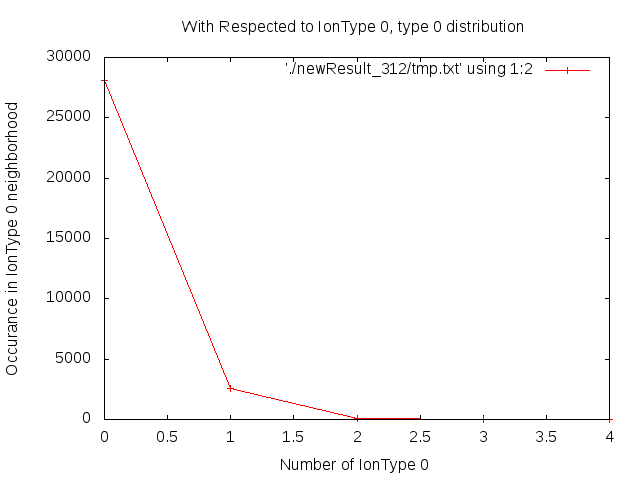 With Respected to IonType 0, type 0 distribution
'./newResult_312/tmp.txt' using 1:2
30000
25000
20000
15000
10000
5000
0
Occurance in IonType 0 neighborhood
0 0.5 1 1.5 2 2.5 3 3.5 4
Number of IonType 0